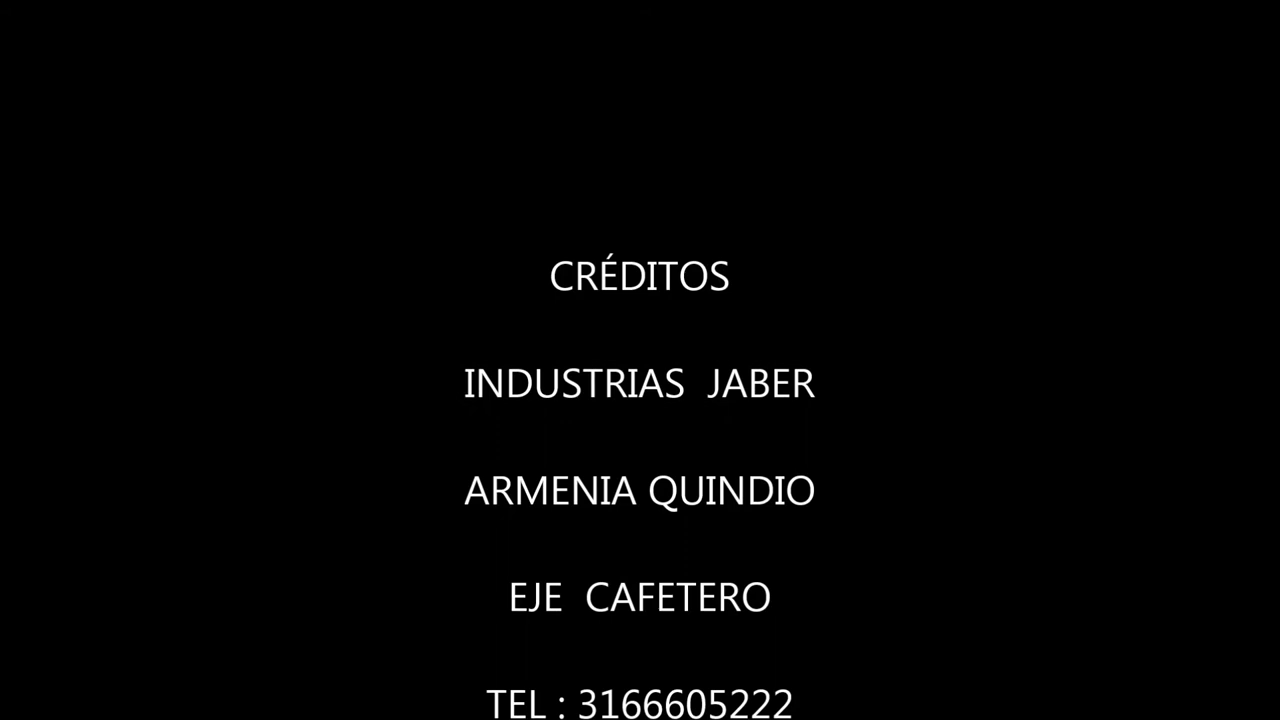 CRÉDITOS
INDUSTRIAS JABER
ARMENIA QUINDIO
EJE CAFETERO
TEL : 3166605222